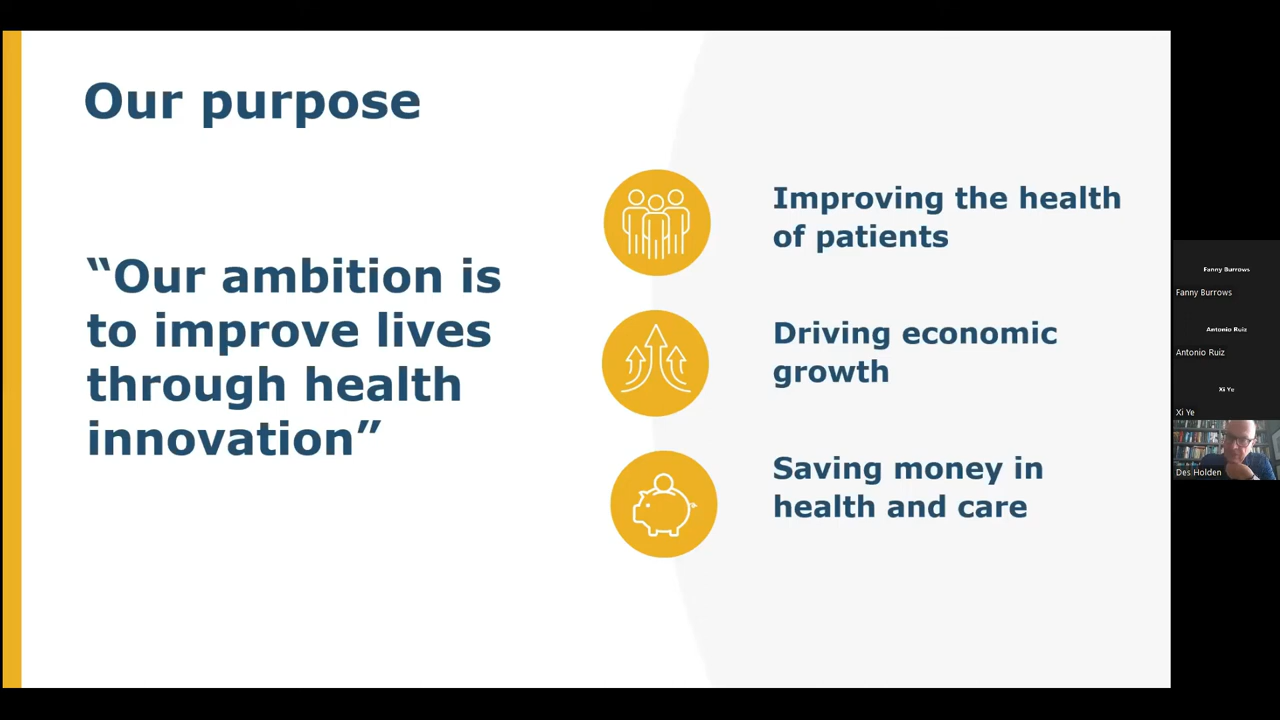 Our purpose
“Our ambition is
to improve lives
through health
innovation”
Improving the health
of patients
Driving economic
growth
Saving money in
health and care
Fanny Burrows
Fanny Burrows
Antonio Ruiz
Antonio Ruiz
Xi Ye
Xi Ye
Des Holden